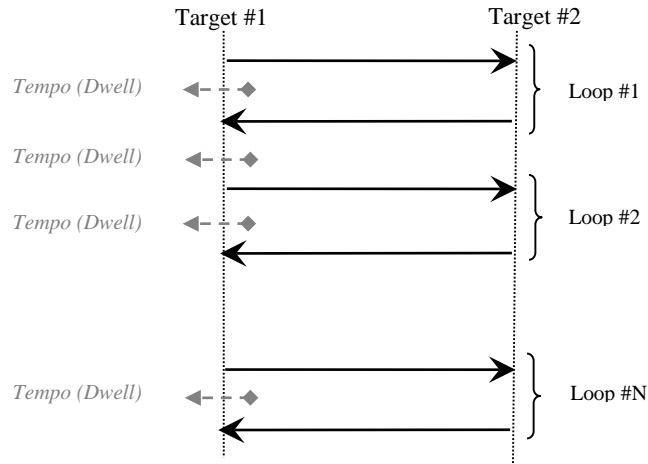 Target #1
Target #2
Tempo (Dwell)
Loop #1
Tempo (Dwell)
Tempo (Dwell)
Loop #2
Tempo (Dwell)
Loop #N